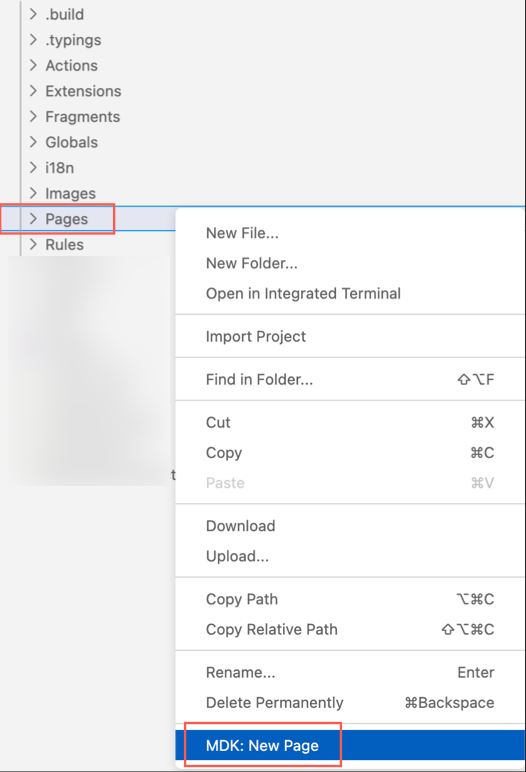 .build
.typings
Actions
Extensions
Fragments
Globals
i18n
Images
Pages
Rules
New File...
New Folder...
Open in Integrated Terminal
Import Project
Find in Folder... ⇧⌥F
Cut ⌘X
Copy ⌘C
Paste ⌘V
Download
Upload...
Copy Path ⌥⌘C
Copy Relative Path ⇧⌥⌘C
Rename... Enter
Delete Permanently ⌘Backspace
MDK: New Page